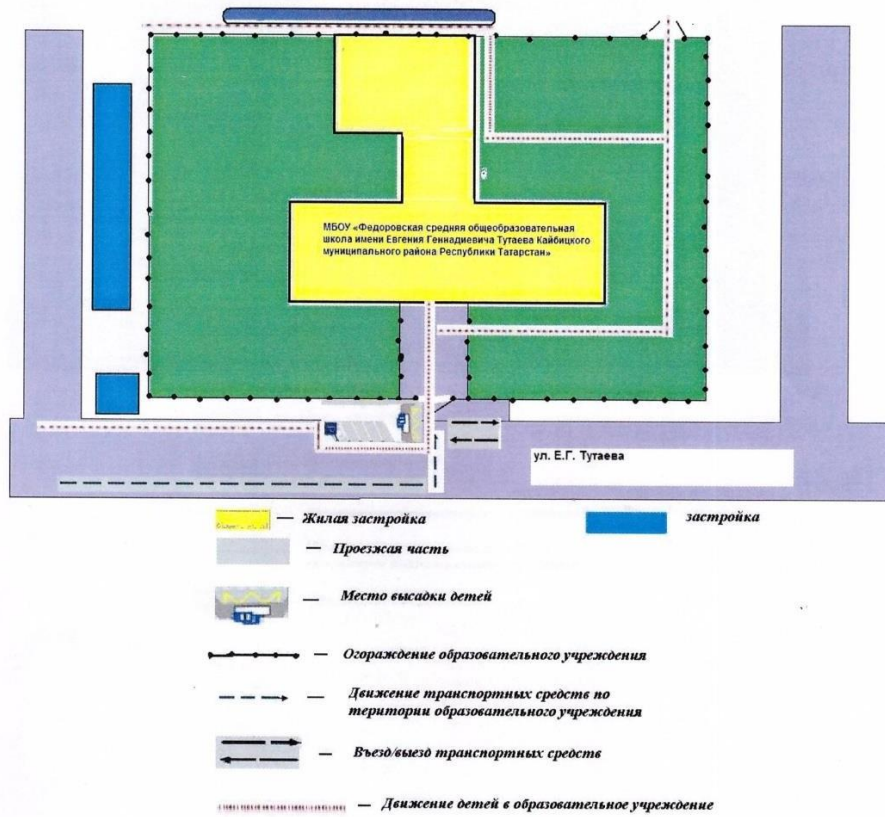 МБОУ «Федоровская средняя общеобразовательная
школа имени Евгения Геннадиевича Тутаева Кайбицкого
муниципального района Республики Татарстан»
ул. Е.Г. Тутаева
— Жилая застройка
застройка
— Проезжая часть
— Место высадки детей
— Огораждение образовательного учреждения
— Движение транспортных средств по
територии образовательного учреждения
— Въезд/выезд транспортных средств
— Движение детей в образовательное учреждение